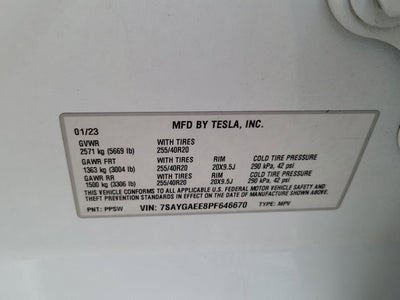 MFD BY TESLA, INC.
01/23
GVWR WITH TIRES
2571 kg (5669 lb) 255/40R20
GAWR FRT WITH TIRES RIM COLD TIRE PRESSURE
1363 kg (3004 lb) 255/40R20 20X9.5J 290 kPa, 42 psi
GAWR RR WITH TIRES RIM COLD TIRE PRESSURE
1500 kg (3306 lb) 255/40R20 20X9.5J 290 kPa, 42 psi
THIS VEHICLE CONFORMS TO ALL APPLICABLE U.S. FEDERAL MOTOR VEHICLE SAFETY AND
THEFT PREVENTION STANDARDS IN EFFECT ON THE DATE OF MANUFACTURE SHOWN ABOVE.
PNT: PPSW VIN: 7SAYGAEE8PF646670 TYPE: MPV